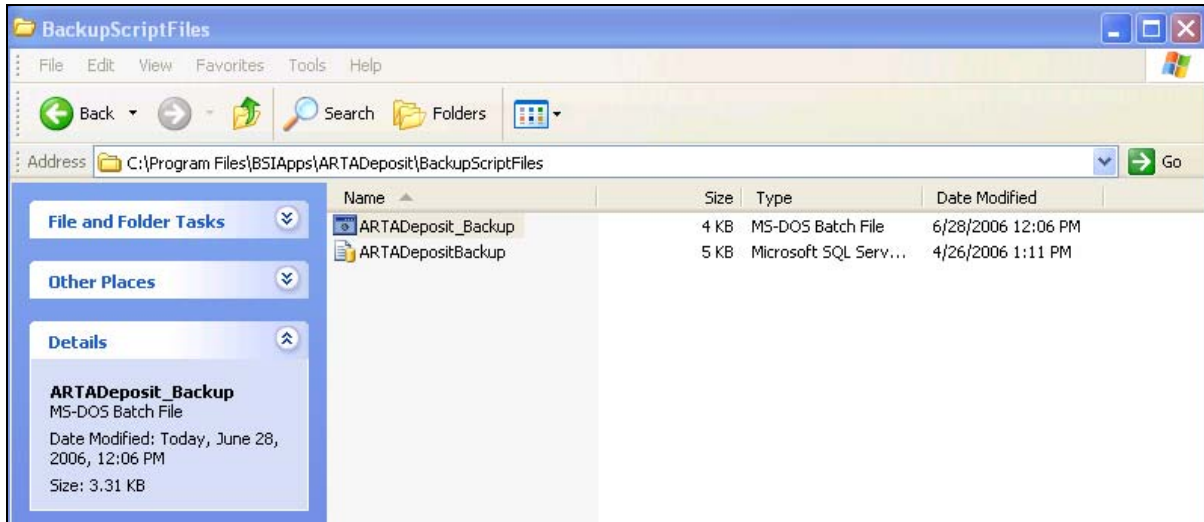 BackupScriptFiles
File Edit View Favorites Tools Help
Back Search Folders
Address C:\Program Files\BSIApps\ARTADeposit\BackupScriptFiles Go
File and Folder Tasks
Other Places
Details
ARTADeposit_Backup
MS-DOS Batch File
Date Modified: Today, June 28,
2006, 12:06 PM
Size: 3.31 KB
Name Size Type Date Modified
ARTADeposit_Backup 4 KB MS-DOS Batch File 6/28/2006 12:06 PM
ARTADepositBackup 5 KB Microsoft SQL Serv... 4/26/2006 1:11 PM